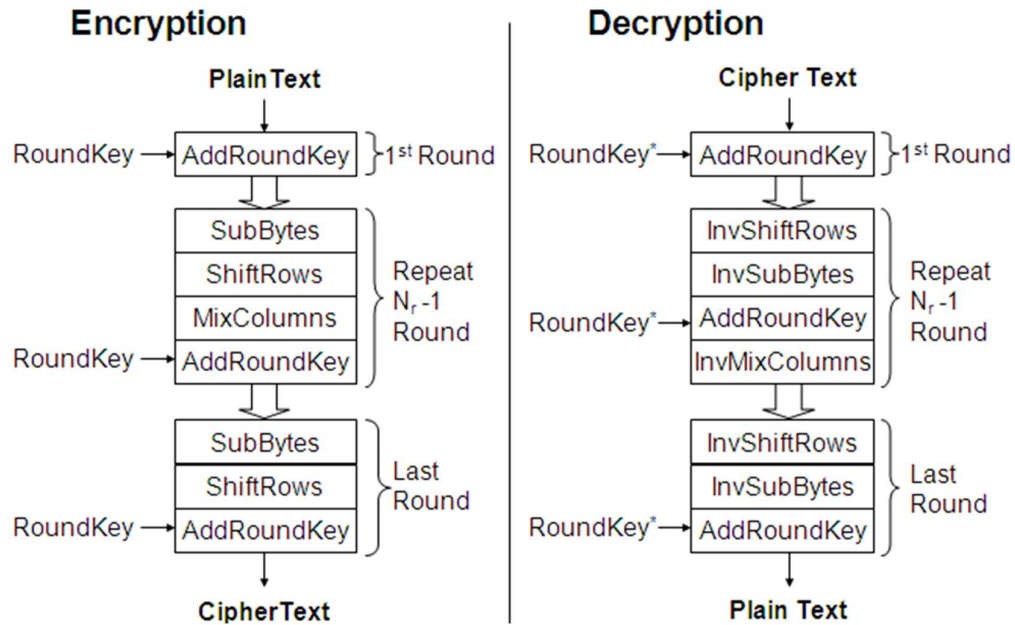 Encryption
PlainText
RoundKey
AddRoundKey
1st Round
SubBytes
ShiftRows
MixColumns
RoundKey
AddRoundKey
Repeat
Nr -1
Round
SubBytes
ShiftRows
RoundKey
AddRoundKey
Last
Round
CipherText
Decryption
Cipher Text
RoundKey*
AddRoundKey
1st Round
InvShiftRows
InvSubBytes
RoundKey*
AddRoundKey
InvMixColumns
Repeat
Nr -1
Round
InvShiftRows
InvSubBytes
RoundKey*
AddRoundKey
Last
Round
Plain Text